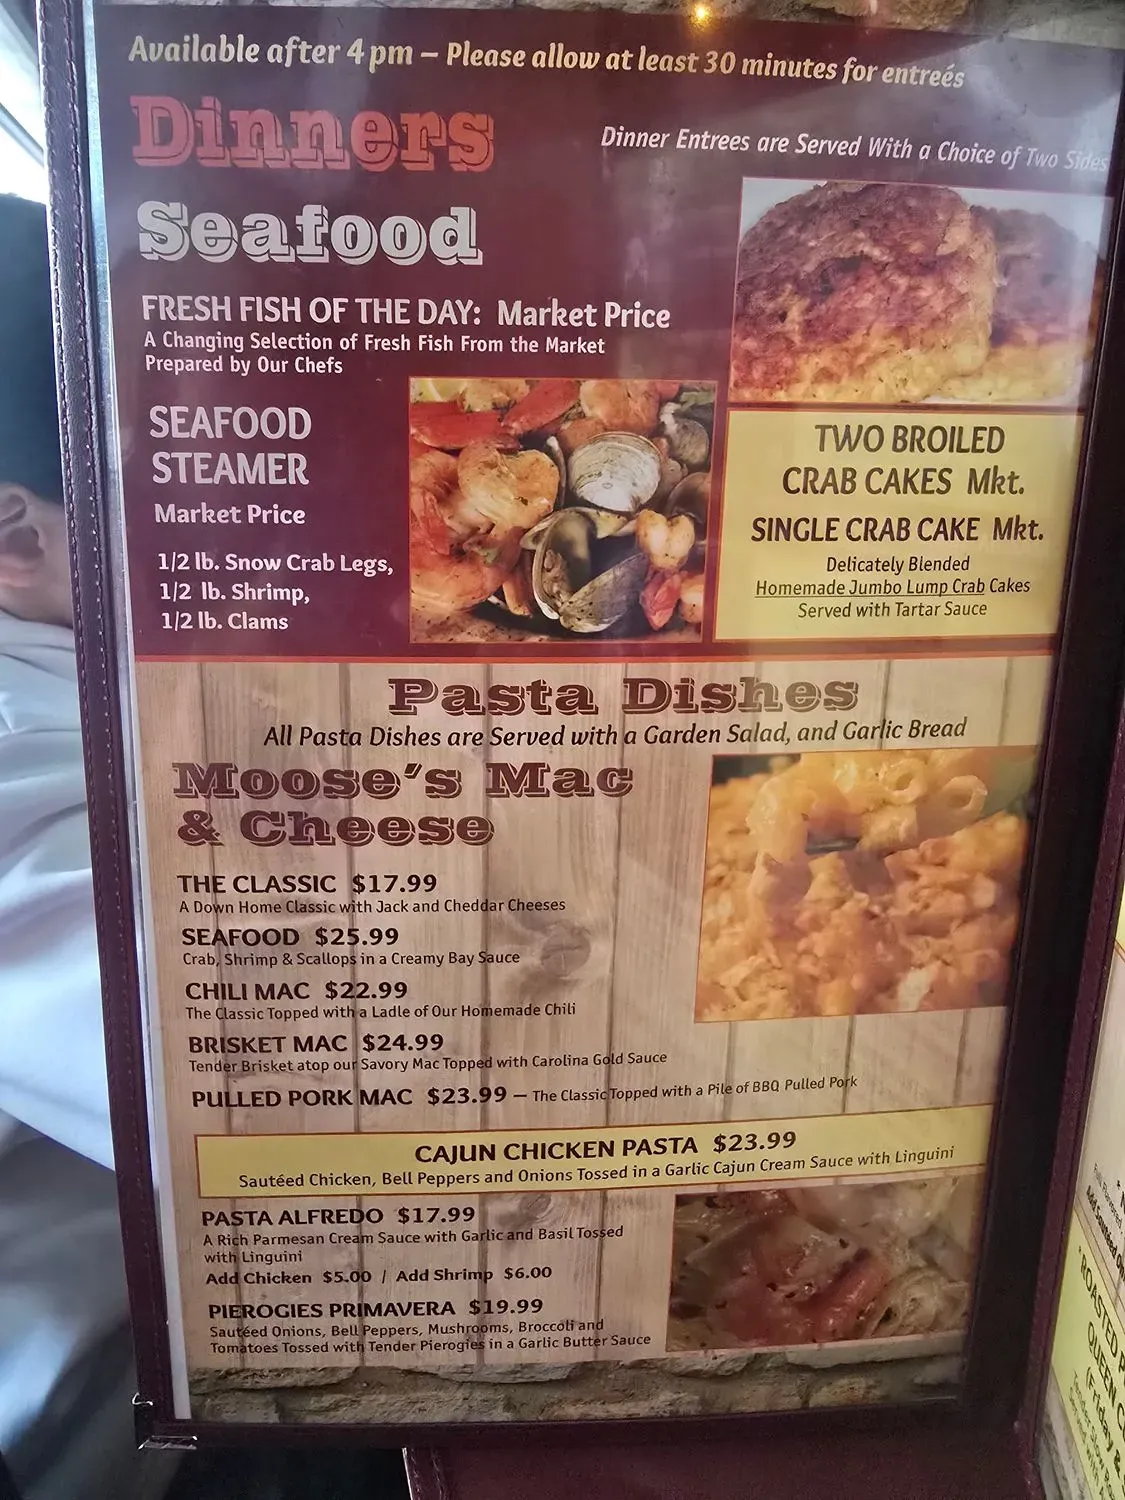 Available after 4 pm – Please allow at least 30 minutes for entreés
Dinners
Dinner Entrees are Served With a Choice of Two Sides
Seafood
FRESH FISH OF THE DAY: Market Price
A Changing Selection of Fresh Fish From the Market
Prepared by Our Chefs
SEAFOOD
STEAMER
Market Price
1/2 lb. Snow Crab Legs,
1/2 lb. Shrimp,
1/2 lb. Clams
TWO BROILED
CRAB CAKES Mkt.
SINGLE CRAB CAKE Mkt.
Delicately Blended
Homemade Jumbo Lump Crab Cakes
Served with Tartar Sauce
Pasta Dishes
All Pasta Dishes are Served with a Garden Salad, and Garlic Bread
Moose's Mac
& Cheese
THE CLASSIC $17.99
A Down Home Classic with Jack and Cheddar Cheeses
SEAFOOD $25.99
Crab, Shrimp & Scallops in a Creamy Bay Sauce
CHILI MAC $22.99
The Classic Topped with a Ladle of Our Homemade Chili
BRISKET MAC $24.99
Tender Brisket atop our Savory Mac Topped with Carolina Gold Sauce
PULLED PORK MAC $23.99 – The Classic Topped with a Pile of BBQ Pulled Pork
CAJUN CHICKEN PASTA $23.99
Sautéed Chicken, Bell Peppers and Onions Tossed in a Garlic Cajun Cream Sauce with Linguini
PASTA ALFREDO $17.99
A Rich Parmesan Cream Sauce with Garlic and Basil Tossed
with Linguini
Add Chicken $5.00 / Add Shrimp $6.00
PIEROGIES PRIMAVERA $19.99
Sautéed Onions, Bell Peppers, Mushrooms, Broccoli and
Tomatoes Tossed with Tender Pierogies in a Garlic Butter Sauce
ROASTED
QUEEN
(Friday &